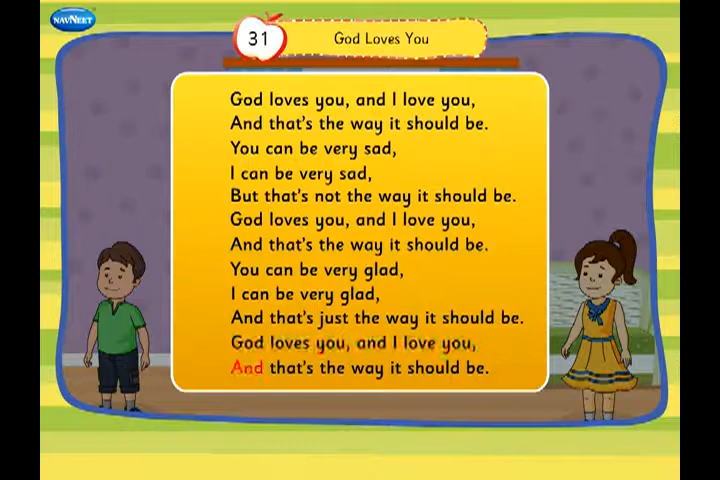 NAVNEET
31
God Loves You
God loves you, and I love you,
And that's the way it should be.
You can be very sad,
I can be very sad,
But that's not the way it should be.
God loves you, and I love you,
And that's the way it should be.
You can be very glad,
I can be very glad,
And that's just the way it should be.
God loves you, and I love you,
And that's the way it should be.